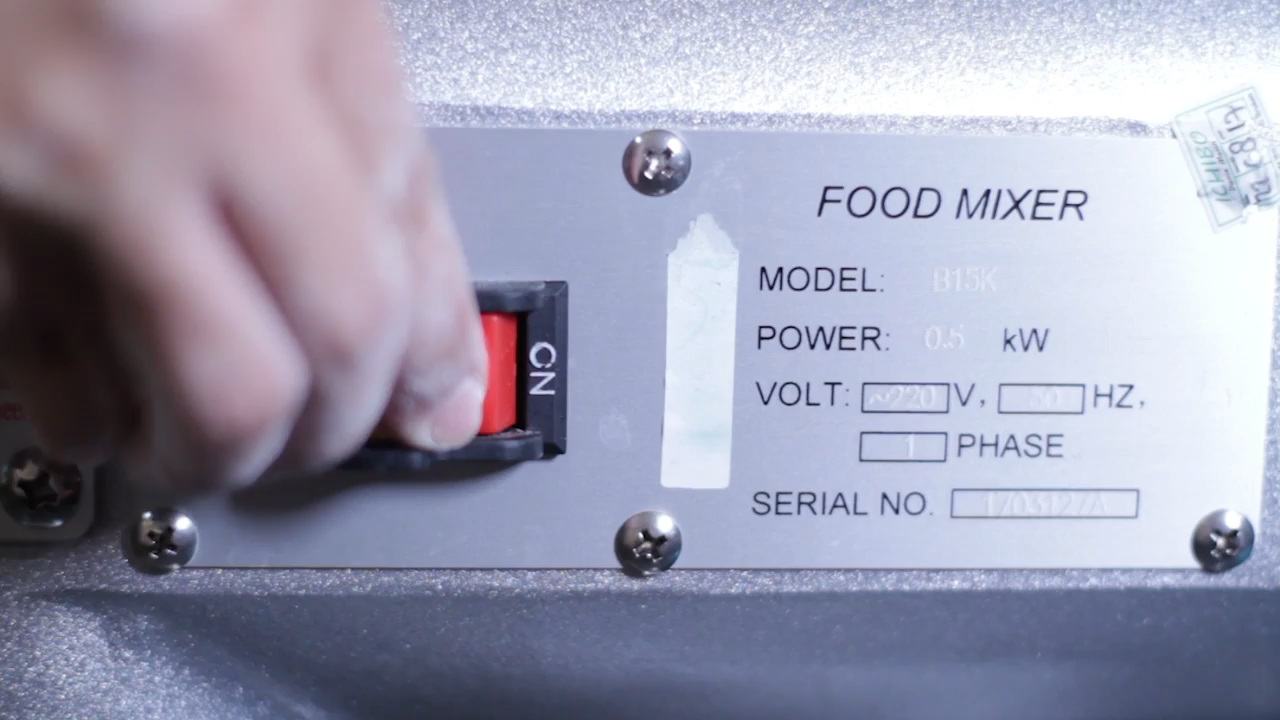 FOOD MIXER
MODEL: B15K
POWER: 0.5 kW
VOLT: ~220 V, 50 HZ,
1 PHASE
SERIAL NO. 1703127A
ON